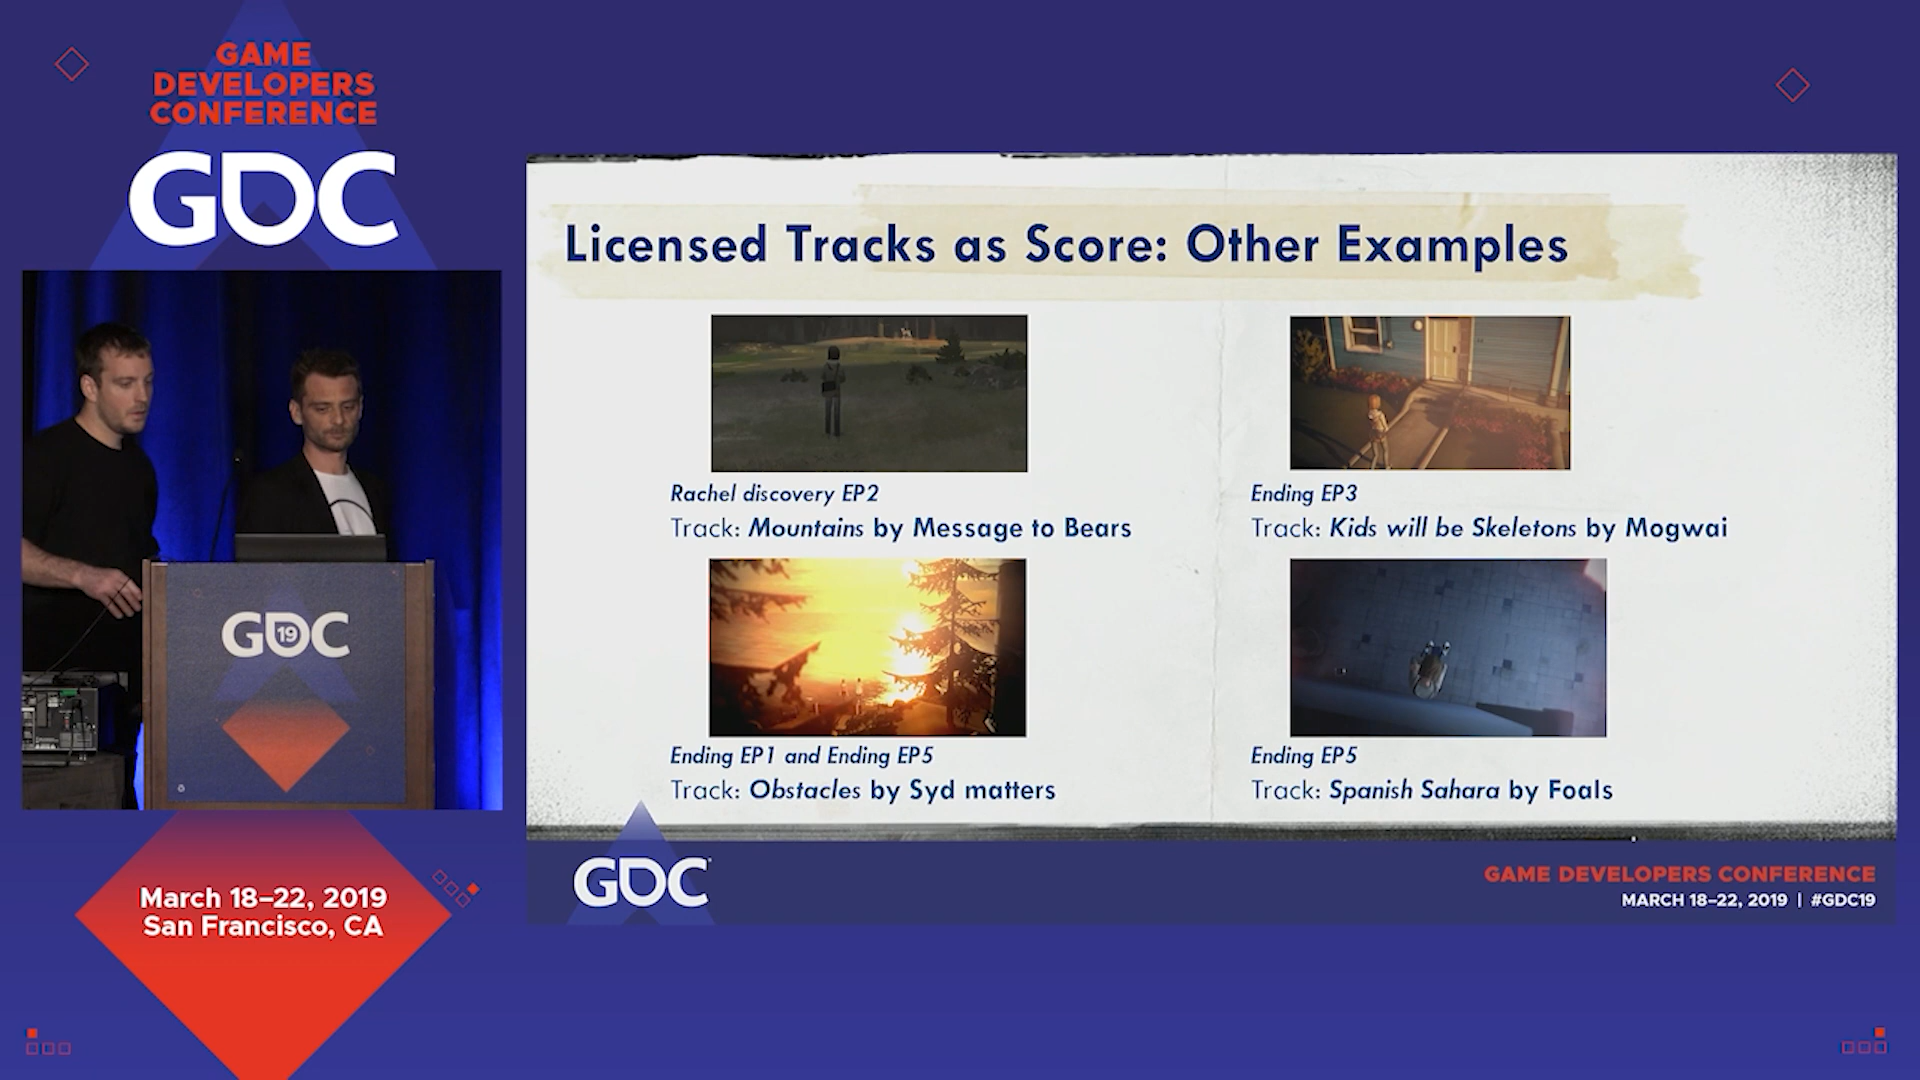 GAME
DEVELOPERS
CONFERENCE
GDC
GDC
19
March 18–22, 2019
San Francisco, CA
Licensed Tracks as Score: Other Examples
Rachel discovery EP2
Track: Mountains by Message to Bears
Ending EP3
Track: Kids will be Skeletons by Mogwai
Ending EP1 and Ending EP5
Track: Obstacles by Syd matters
Ending EP5
Track: Spanish Sahara by Foals
GDC
GAME DEVELOPERS CONFERENCE
MARCH 18–22, 2019 | #GDC19